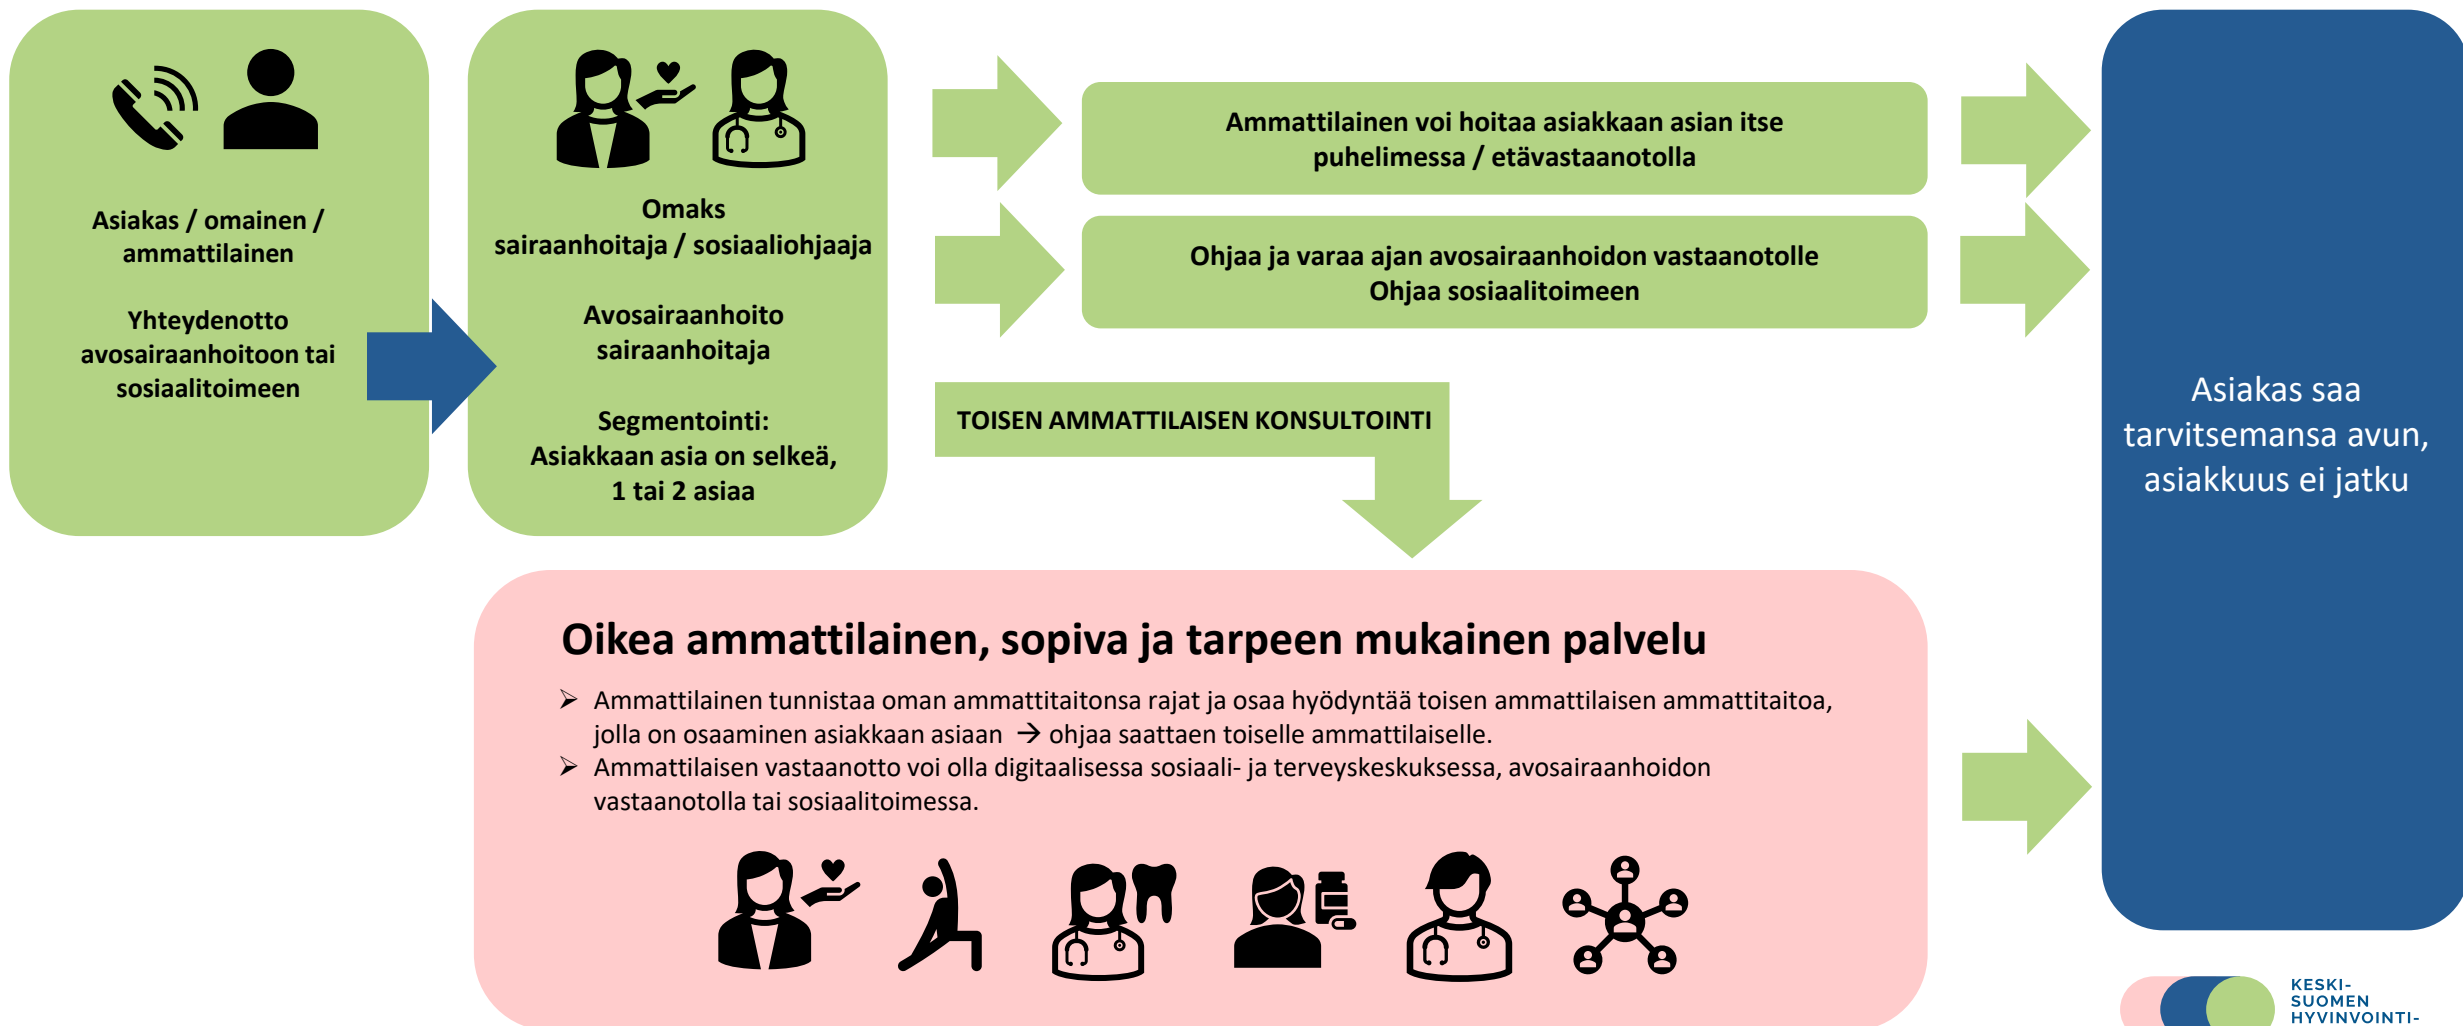 Asiakas / omainen /
ammattilainen
Yhteydenotto
avosairaanhoitoon tai
sosiaalitoimeen
Omaks
sairaanhoitaja / sosiaaliohjaaja
Avosairaanhoito
sairaanhoitaja
Segmentointi:
Asiakkaan asia on selkeä,
1 tai 2 asiaa
Ammattilainen voi hoitaa asiakkaan asian itse
puhelimessa / etävastaanotolla
Ohjaa ja varaa ajan avosairaanhoidon vastaanotolle
Ohjaa sosiaalitoimeen
TOISEN AMMATTILAISEN KONSULTOINTI
Asiakas saa
tarvitsemansa avun,
asiakkuus ei jatku
Oikea ammattilainen, sopiva ja tarpeen mukainen palvelu
➢ Ammattilainen tunnistaa oman ammattitaitonsa rajat ja osaa hyödyntää toisen ammattilaisen ammattitaitoa,
jolla on osaaminen asiakkaan asiaan → ohjaa saattaen toiselle ammattilaiselle.
➢ Ammattilaisen vastaanotto voi olla digitaalisessa sosiaali- ja terveyskeskuksessa, avosairaanhoidon
vastaanotolla tai sosiaalitoimessa.
KESKI-
SUOMEN
HYVINVOINTI-